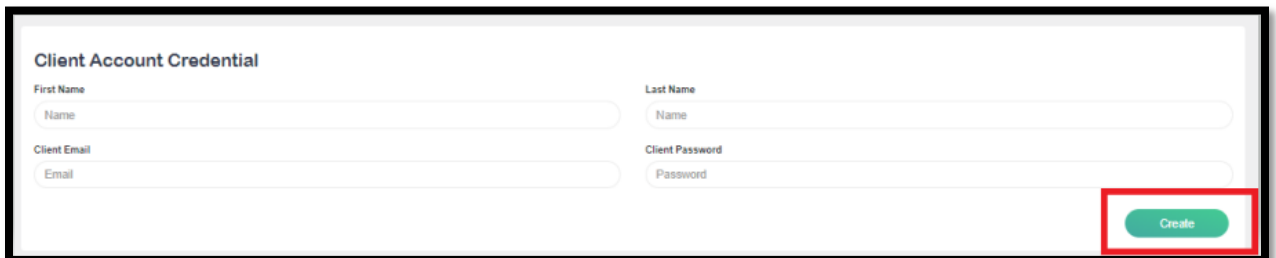 Client Account Credential
First Name Last Name
Name Name
Client Email Client Password
Email Password
Create